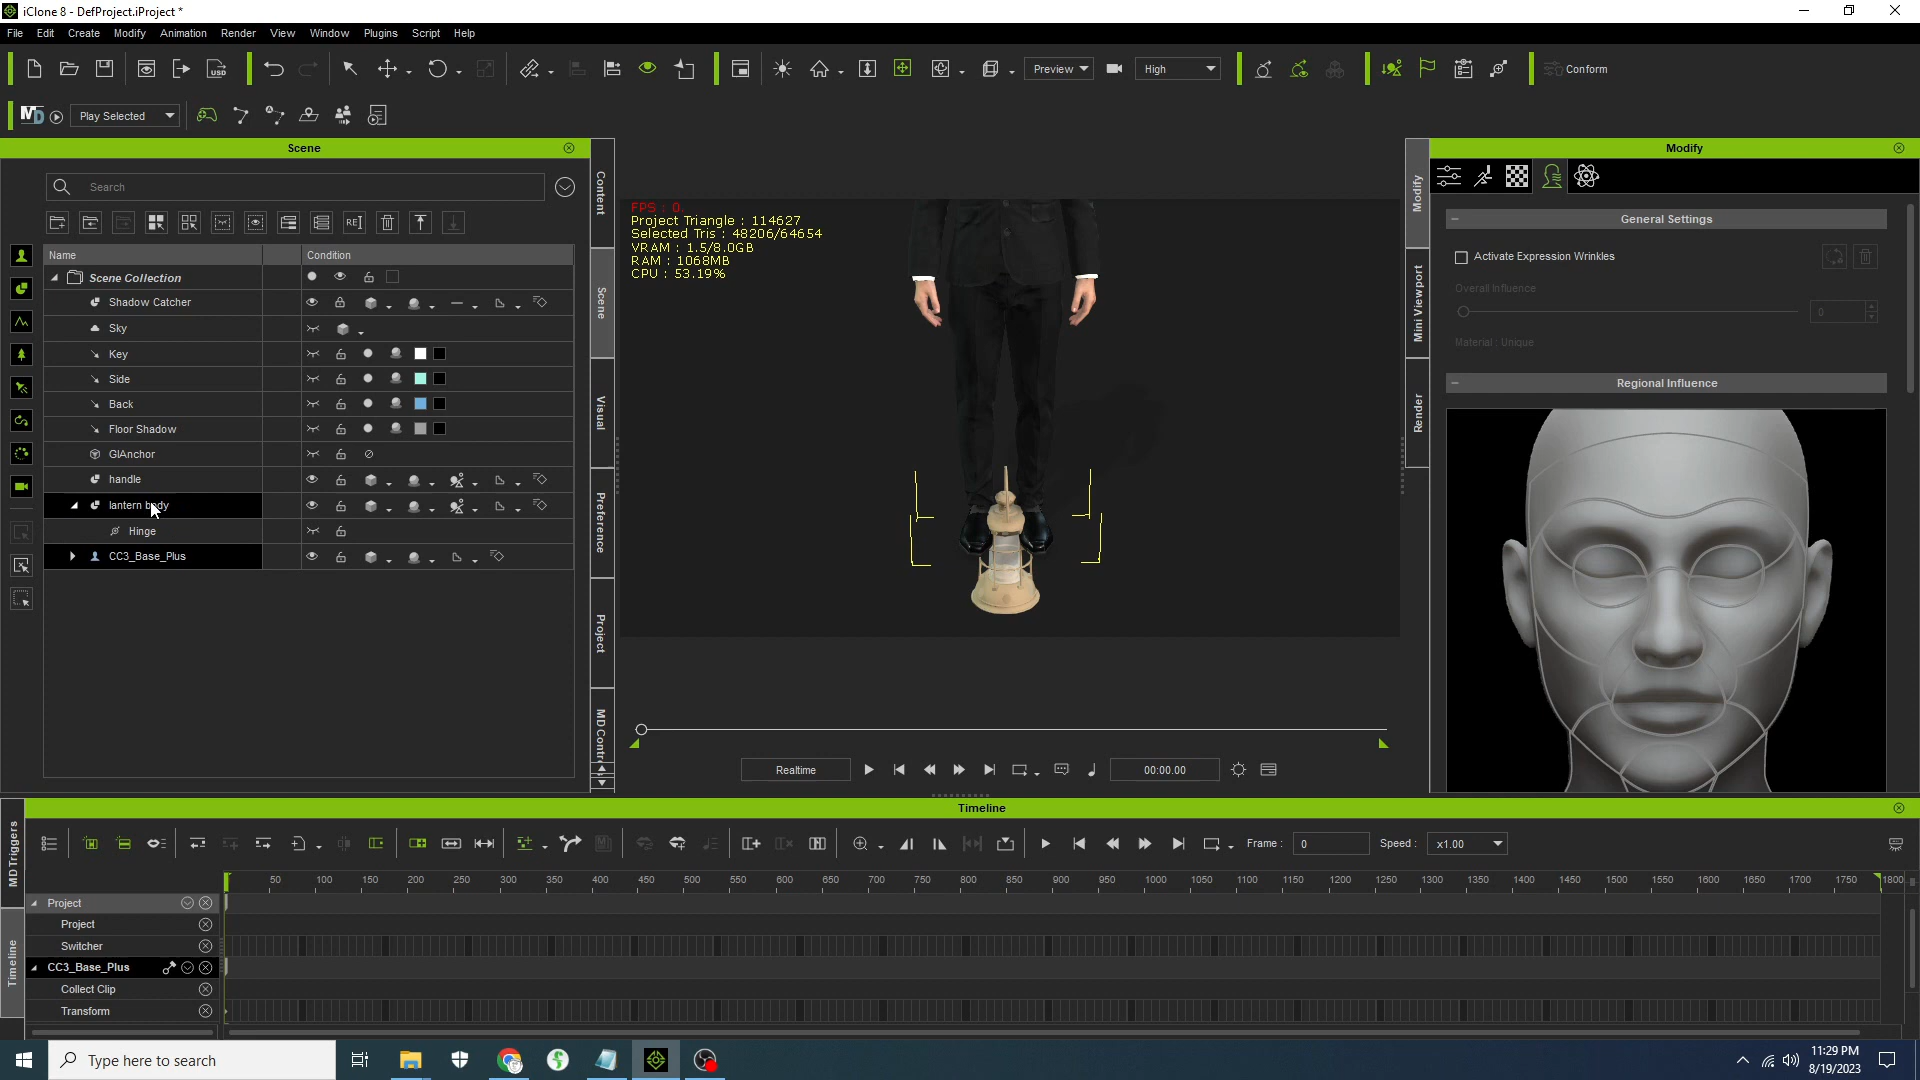 iClone 8 - DefProject.iProject *
File Edit Create Modify Animation Render View Window Plugins Script Help
Preview High Conform
MD Play Selected
Scene
Search
Name Condition
Scene Collection
Shadow Catcher
Sky
Key
Side
Back
Floor Shadow
GIAnchor
handle
lantern body
Hinge
CC3_Base_Plus
Content
Scene
Visual
Preference
Project
MD Contr
FPS : 0.
Project Triangle : 114627
Selected Tris : 48206/64654
VRAM : 1.5/8.0GB
RAM : 1068MB
CPU : 53.19%
Realtime 00:00.00
Modify
Mini Viewport
Render
Modify
General Settings
Activate Expression Wrinkles
Overall Influence
0
Material : Unique
Regional Influence
Timeline
Frame : 0 Speed : x1.00
50 100 150 200 250 300 350 400 450 500 550 600 650 700 750 800 850 900 950 1000 1050 1100 1150 1200 1250 1300 1350 1400 1450 1500 1550 1600 1650 1700 1750 1800
MD Triggers
Timeline
Project
Project
Switcher
CC3_Base_Plus
Collect Clip
Transform
Type here to search
11:29 PM
8/19/2023